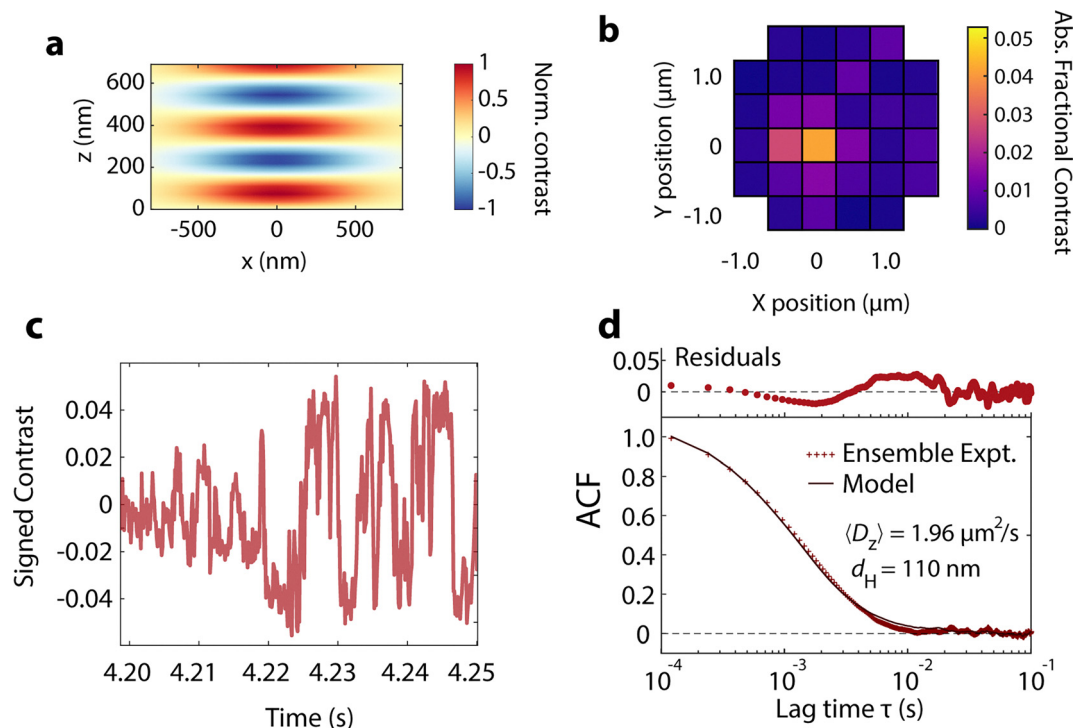 a
600
400
200
0
z (nm)
-500
0
500
x (nm)
1
0.5
0
-0.5
-1
Norm. contrast
b
1.0
0
-1.0
Y position (µm)
-1.0
0
1.0
X position (µm)
0.05
0.04
0.03
0.02
0.01
0
Abs. Fractional Contrast
c
0.04
0.02
0
-0.02
-0.04
Signed Contrast
4.20
4.21
4.22
4.23
4.24
4.25
Time (s)
d
0.05
0
Residuals
1.0
0.8
0.6
0.4
0.2
0
ACF
Ensemble Expt.
Model
⟨D_z⟩ = 1.96 µm²/s
d_H = 110 nm
10⁻⁴
10⁻³
10⁻²
10⁻¹
Lag time τ (s)